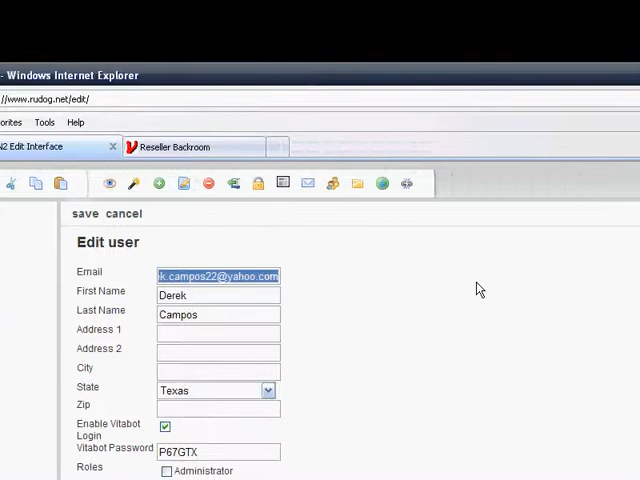 - Windows Internet Explorer
//www.rudog.net/edit/
orites Tools Help
N2 Edit Interface Reseller Backroom
save cancel
Edit user
Email ek.campos22@yahoo.com
First Name Derek
Last Name Campos
Address 1
Address 2
City
State Texas
Zip
Enable Vitabot
Login
Vitabot Password P67GTX
Roles Administrator